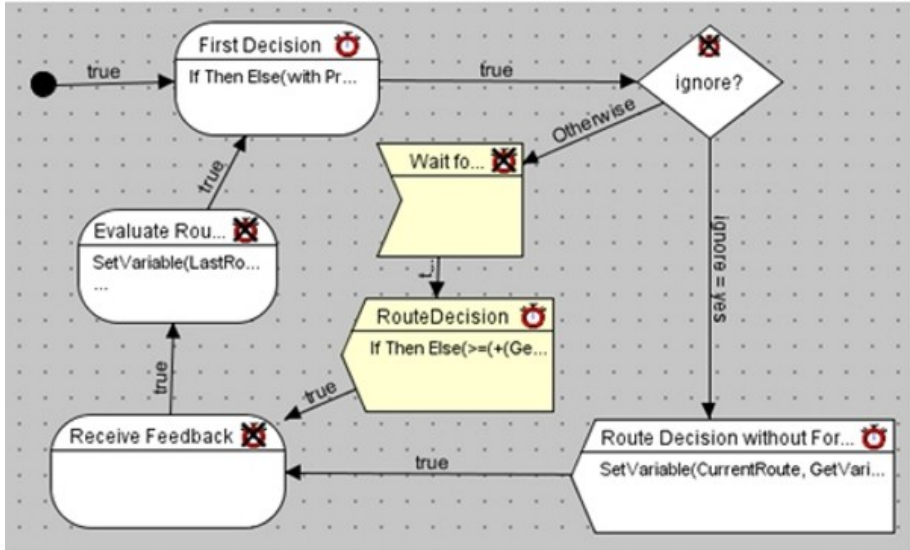 First Decision
If Then Else(with Pr...
true
true
ignore?
Otherwise
Wait fo...
true
Evaluate Rou...
SetVariable(LastRo...
...
ignore = yes
t...
RouteDecision
If Then Else(>=(+(Ge...
true
true
Receive Feedback
Route Decision without For...
SetVariable(CurrentRoute, GetVari...
true